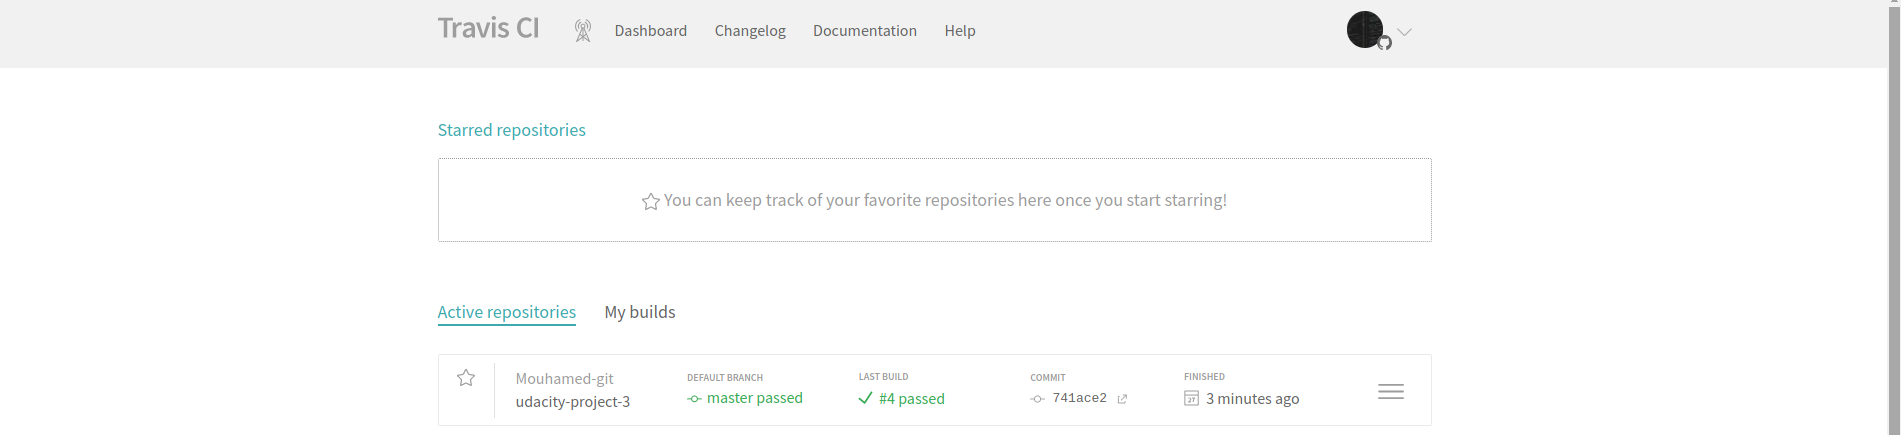 Travis CI Dashboard Changelog Documentation Help
Starred repositories
You can keep track of your favorite repositories here once you start starring!
Active repositories My builds
Mouhamed-git DEFAULT BRANCH LAST BUILD COMMIT FINISHED
udacity-project-3 master passed #4 passed 741ace2 27 3 minutes ago